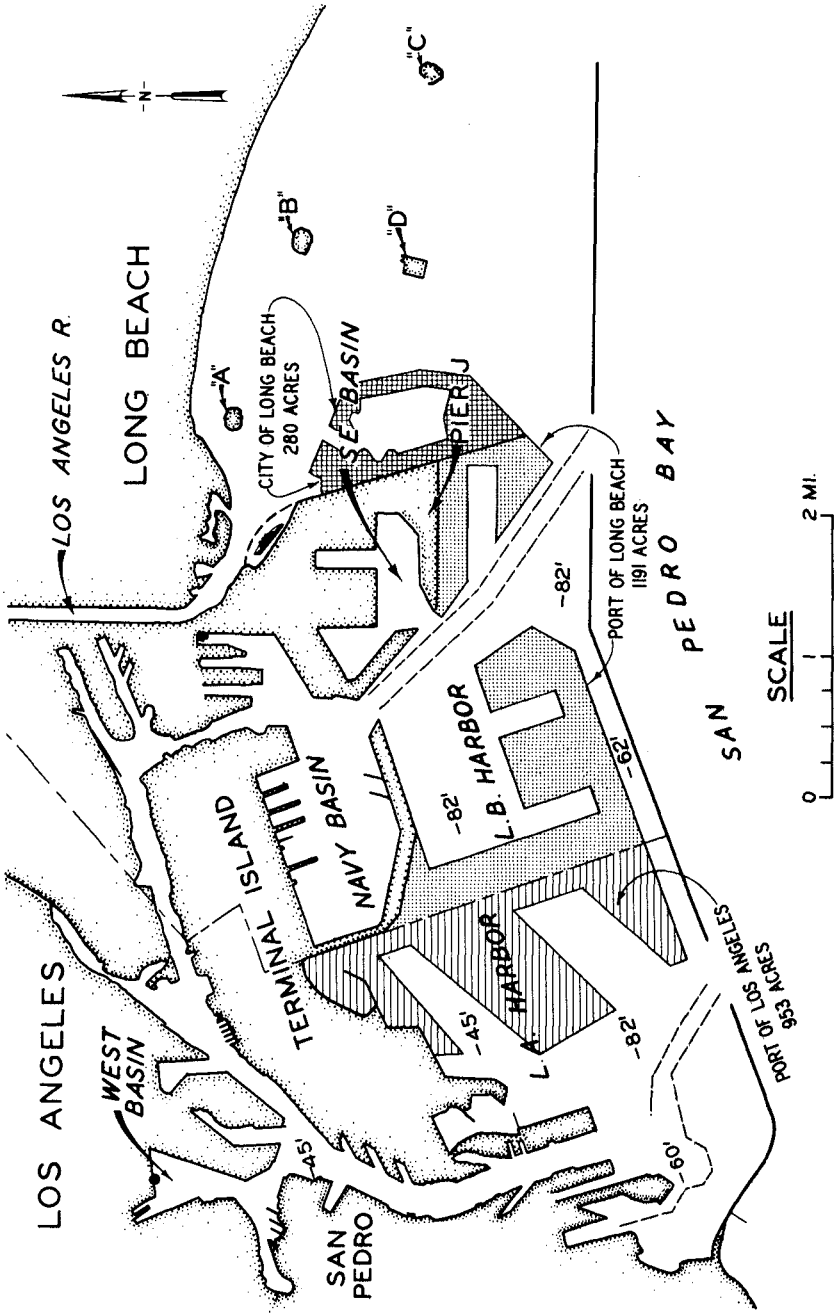 LOS ANGELES
WEST
BASIN
LOS ANGELES R.
LONG BEACH
-N-
"A"
"B"
"C"
"D"
CITY OF LONG BEACH
280 ACRES
SE BASIN
PIER J
TERMINAL ISLAND
NAVY BASIN
-45'
SAN
PEDRO
-82'
L.B. HARBOR
-82'
-62'
L.A. HARBOR
-45'
-82'
-60'
PORT OF LONG BEACH
1191 ACRES
PORT OF LOS ANGELES
953 ACRES
SAN PEDRO BAY
SCALE
0 1 2 MI.